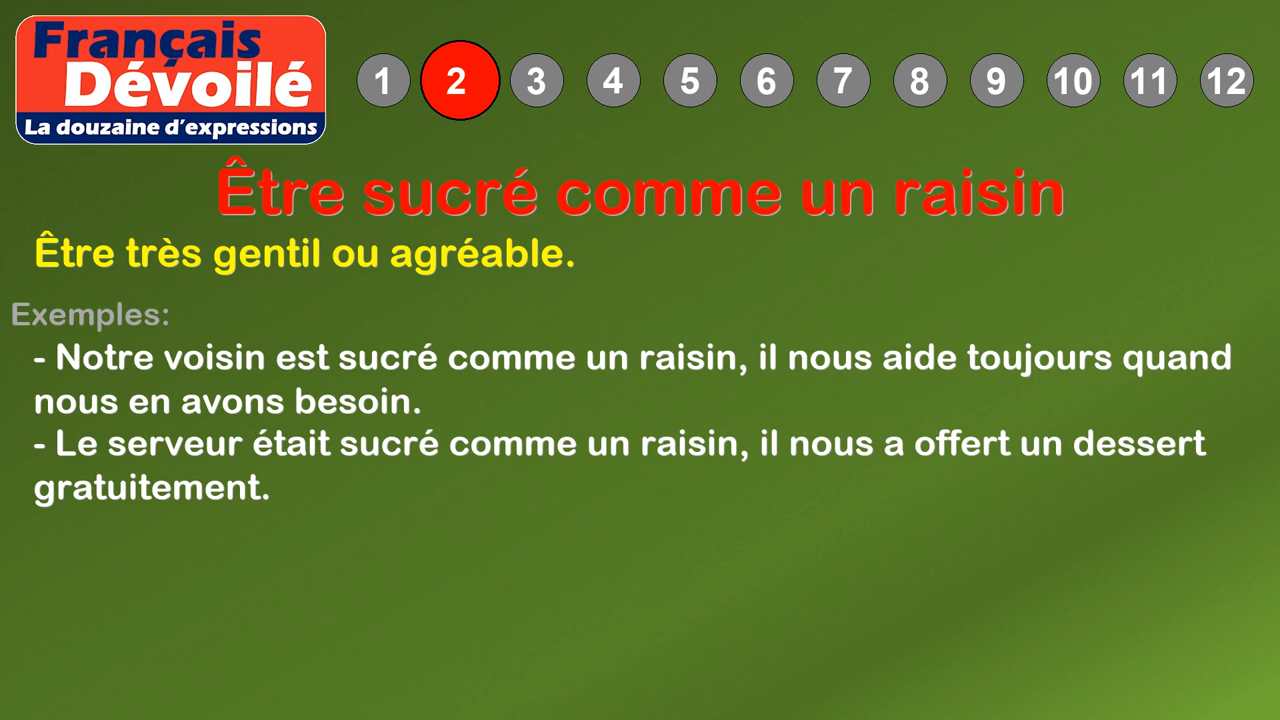 Français
Dévoilé
La douzaine d'expressions
1 2 3 4 5 6 7 8 9 10 11 12
Être sucré comme un raisin
Être très gentil ou agréable.
Exemples:
- Notre voisin est sucré comme un raisin, il nous aide toujours quand
nous en avons besoin.
- Le serveur était sucré comme un raisin, il nous a offert un dessert
gratuitement.